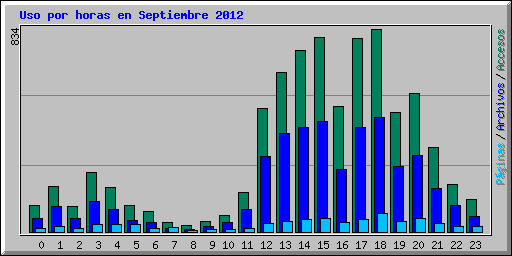 Uso por horas en Septiembre 2012
834
Páginas / Archivos / Accesos
0 1 2 3 4 5 6 7 8 9 10 11 12 13 14 15 16 17 18 19 20 21 22 23